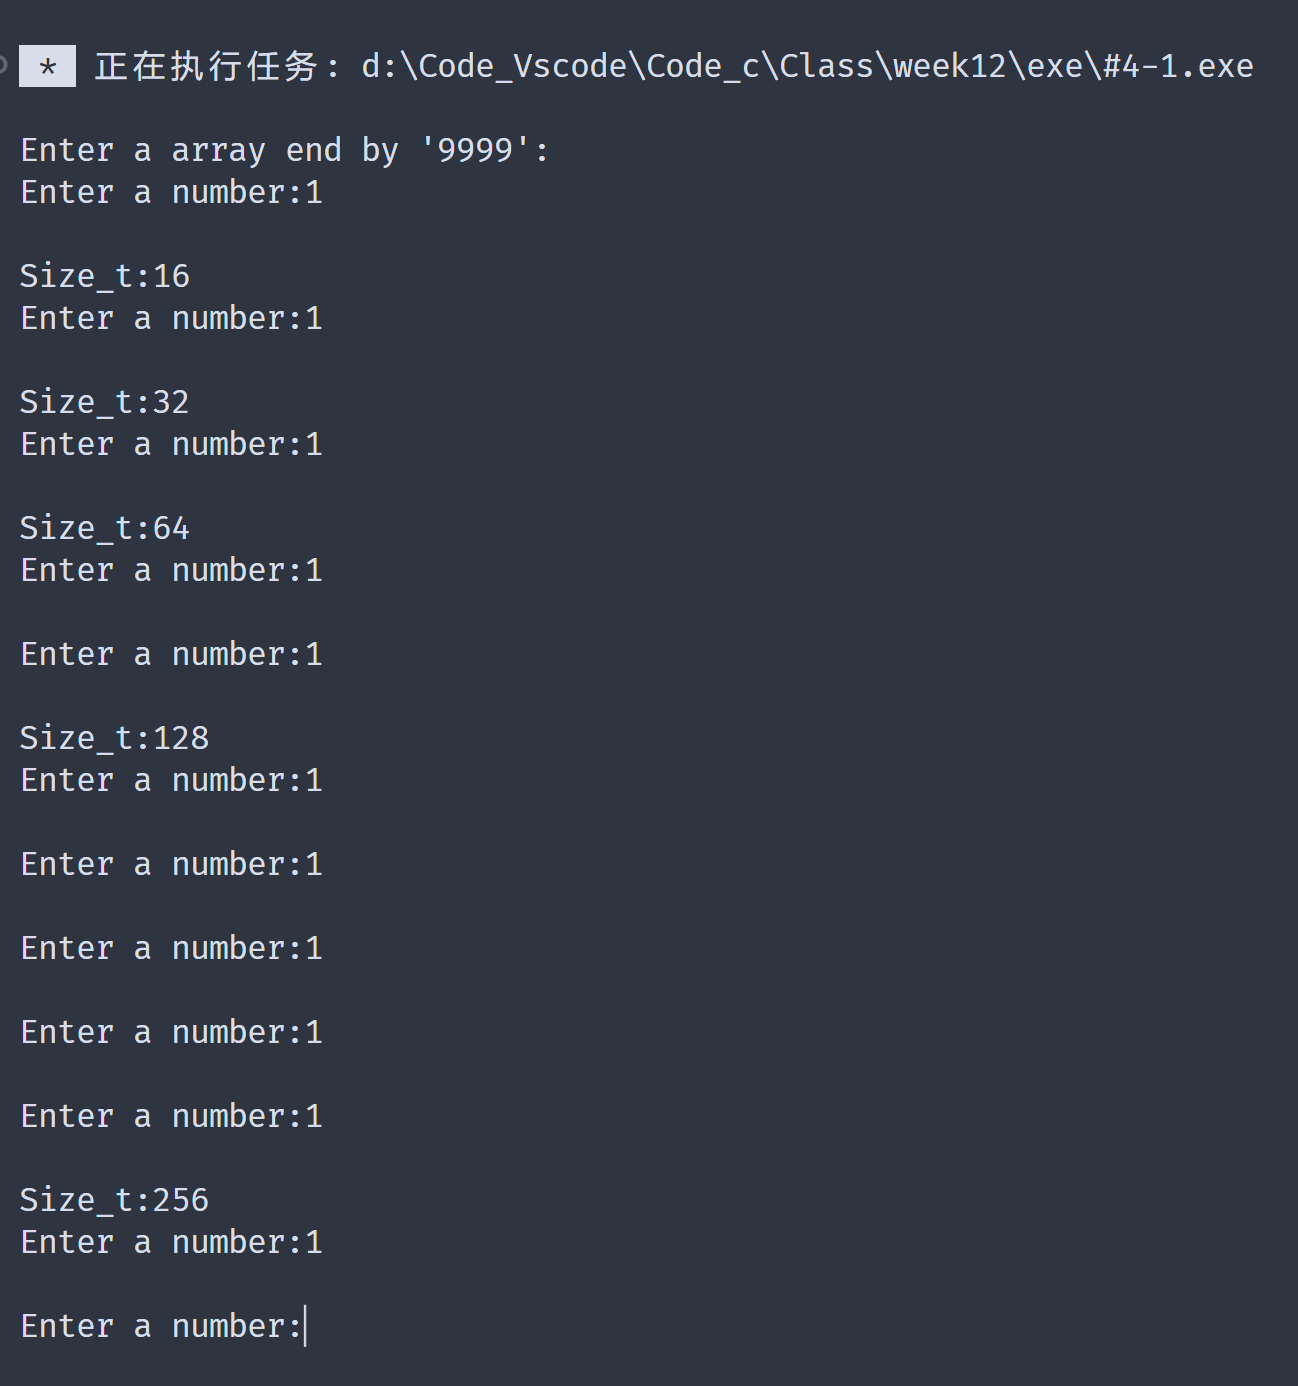 * 正在执行任务: d:\Code_Vscode\Code_c\Class\week12\exe\#4-1.exe
Enter a array end by '9999':
Enter a number:1
Size_t:16
Enter a number:1
Size_t:32
Enter a number:1
Size_t:64
Enter a number:1
Enter a number:1
Size_t:128
Enter a number:1
Enter a number:1
Enter a number:1
Enter a number:1
Enter a number:1
Size_t:256
Enter a number:1
Enter a number: